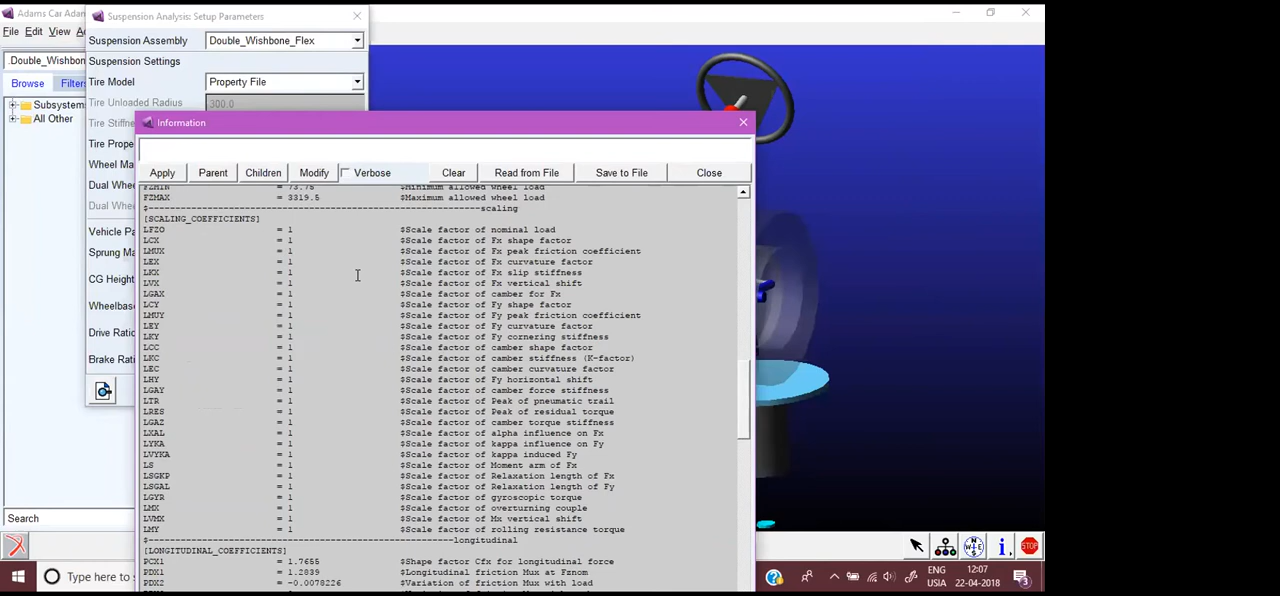 Adams Car Adam
Suspension Analysis: Setup Parameters
File Edit View A
Suspension Assembly Double_Wishbone_Flex
.Double_Wishbon
Suspension Settings
Browse Filter
Tire Model Property File
Subsystem
Tire Unloaded Radius 300.0
All Other
Tire Stiffne
Tire Prope
Wheel Ma
Dual Whe
Dual Whe
Vehicle Pa
Sprung Ma
CG Height
Wheelbase
Drive Ratio
Brake Rati
Search
Information
Apply Parent Children Modify Verbose Clear Read from File Save to File Close
FZMIN = 73.75 $Minimum allowed wheel load
FZMAX = 3319.5 $Maximum allowed wheel load
$----------------------------------------------------------------scaling
[SCALING_COEFFICIENTS]
LFZO = 1 $Scale factor of nominal load
LCX = 1 $Scale factor of Fx shape factor
LMUX = 1 $Scale factor of Fx peak friction coefficient
LEX = 1 $Scale factor of Fx curvature factor
LKX = 1 $Scale factor of Fx slip stiffness
LVX = 1 $Scale factor of Fx vertical shift
LGAX = 1 $Scale factor of camber for Fx
LCY = 1 $Scale factor of Fy shape factor
LMUY = 1 $Scale factor of Fy peak friction coefficient
LEY = 1 $Scale factor of Fy curvature factor
LKY = 1 $Scale factor of Fy cornering stiffness
LCC = 1 $Scale factor of camber shape factor
LKC = 1 $Scale factor of camber stiffness (K-factor)
LEC = 1 $Scale factor of camber curvature factor
LHY = 1 $Scale factor of Fy horizontal shift
LGAY = 1 $Scale factor of camber force stiffness
LTR = 1 $Scale factor of Peak of pneumatic trail
LRES = 1 $Scale factor of Peak of residual torque
LGAZ = 1 $Scale factor of camber torque stiffness
LXAL = 1 $Scale factor of alpha influence on Fx
LYKA = 1 $Scale factor of kappa influence on Fy
LVYKA = 1 $Scale factor of kappa induced Fy
LS = 1 $Scale factor of Moment arm of Fx
LSGKP = 1 $Scale factor of Relaxation length of Fx
LSGAL = 1 $Scale factor of Relaxation length of Fy
LGYR = 1 $Scale factor of gyroscopic torque
LMX = 1 $Scale factor of overturning couple
LVMX = 1 $Scale factor of Mx vertical shift
LMY = 1 $Scale factor of rolling resistance torque
$-----------------------------------------------------------longitudinal
[LONGITUDINAL_COEFFICIENTS]
PCX1 = 1.7655 $Shape factor Cfx for longitudinal force
PDX1 = 1.2839 $Longitudinal friction Mux at Fznom
PDX2 = -0.0078226 $Variation of friction Mux with load
STOP
Type here to s
ENG
USIA
12:07
22-04-2018
3